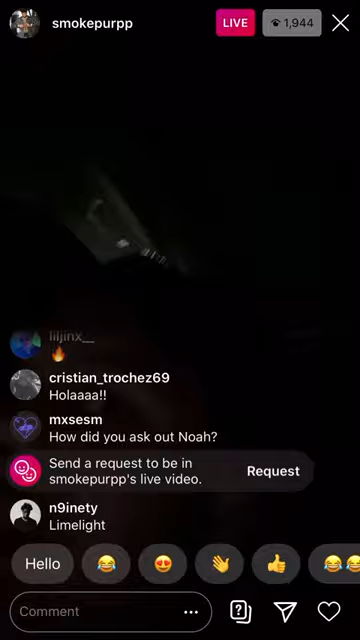 smokepurpp
LIVE
1,944
liljinx__
🔥
cristian_trochez69
Holaaaa!!
mxsesm
How did you ask out Noah?
Send a request to be in
smokepurpp's live video.
Request
n9inety
Limelight
Hello 😂 😍 👋 👍 😂😂
Comment